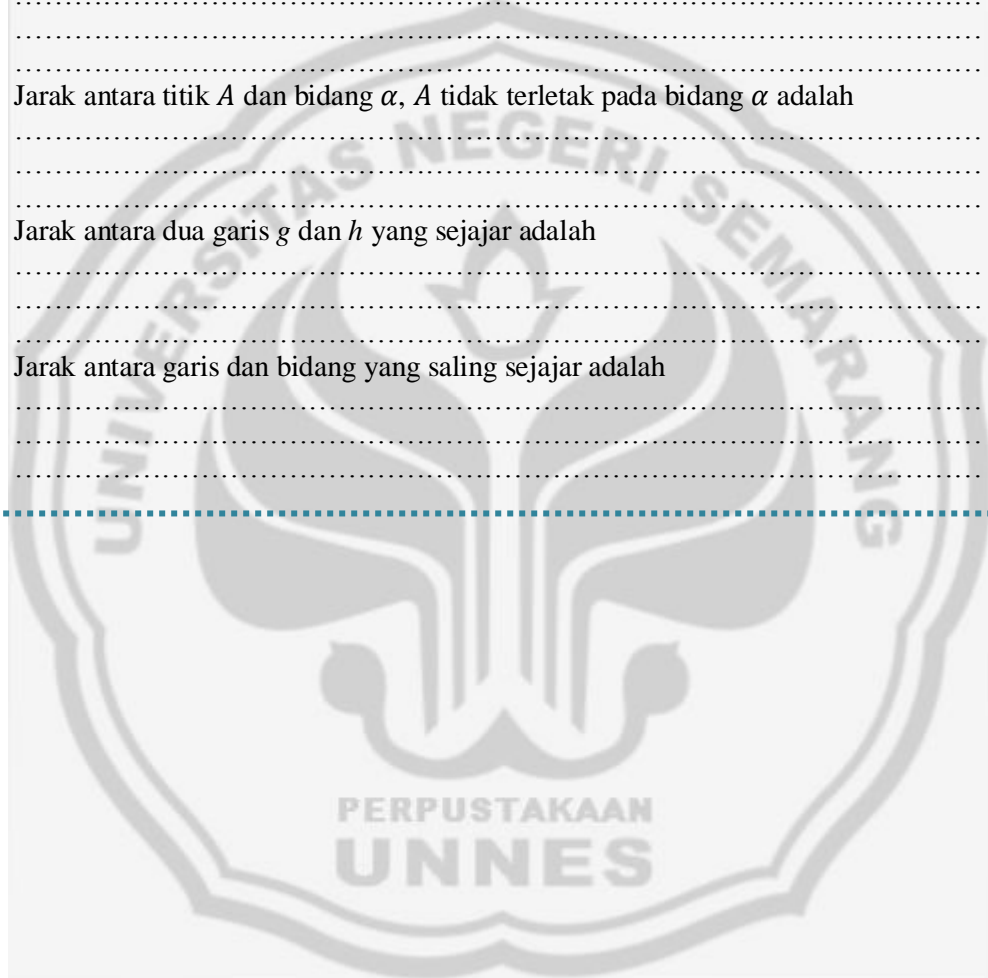 ................................................................................
................................................................................
................................................................................
Jarak antara titik A dan bidang α, A tidak terletak pada bidang α adalah
................................................................................
................................................................................
................................................................................
Jarak antara dua garis g dan h yang sejajar adalah
................................................................................
................................................................................
................................................................................
Jarak antara garis dan bidang yang saling sejajar adalah
................................................................................
................................................................................
................................................................................
UNIVERSITAS NEGERI SEMARANG
PERPUSTAKAAN
UNNES